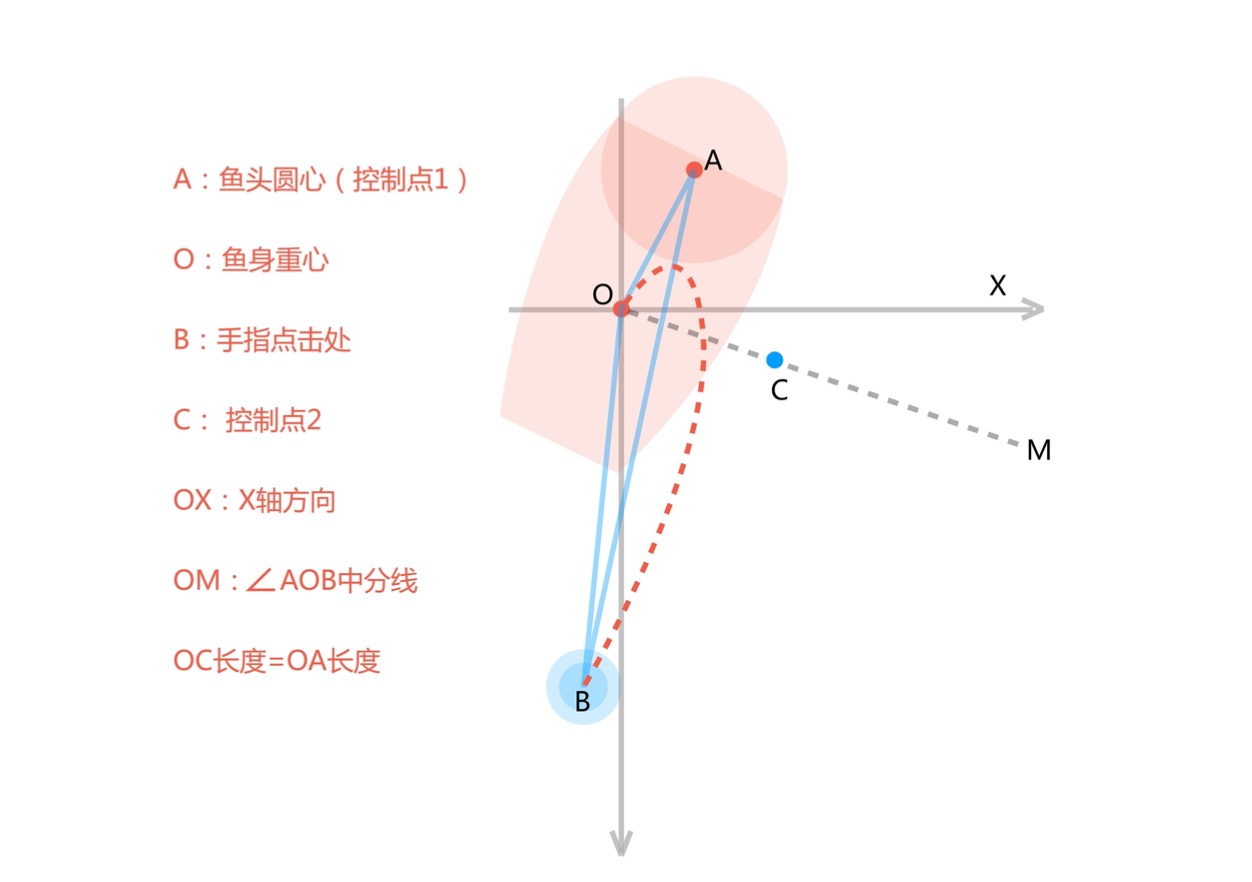 A：鱼头圆心（控制点1）
O：鱼身重心
B：手指点击处
C： 控制点2
OX：X轴方向
OM：∠AOB中分线
OC长度=OA长度
A
X
O
C
M
B